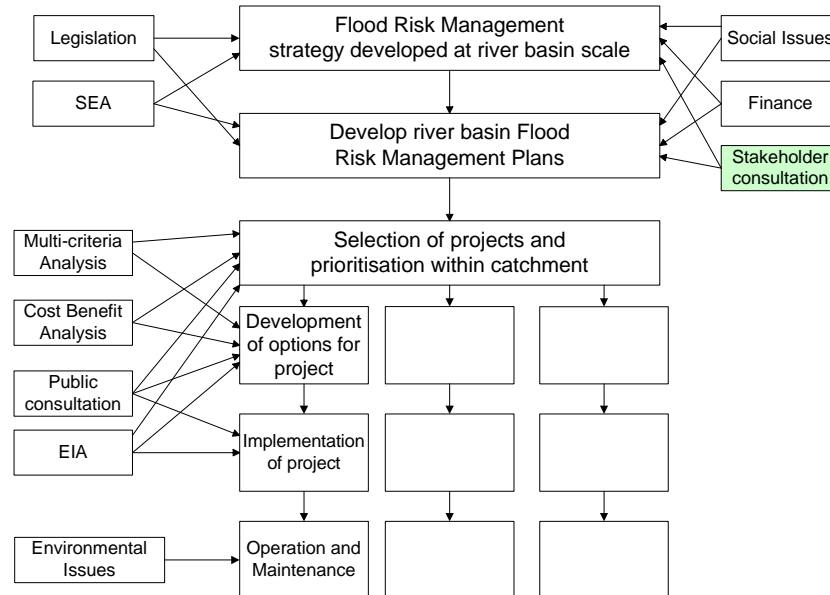 Flood Risk Management
strategy developed at river basin scale
Legislation
SEA
Social Issues
Finance
Stakeholder
consultation
Develop river basin Flood
Risk Management Plans
Selection of projects and
prioritisation within catchment
Multi-criteria
Analysis
Cost Benefit
Analysis
Public
consultation
EIA
Development
of options for
project
Implementation
of project
Environmental
Issues
Operation and
Maintenance